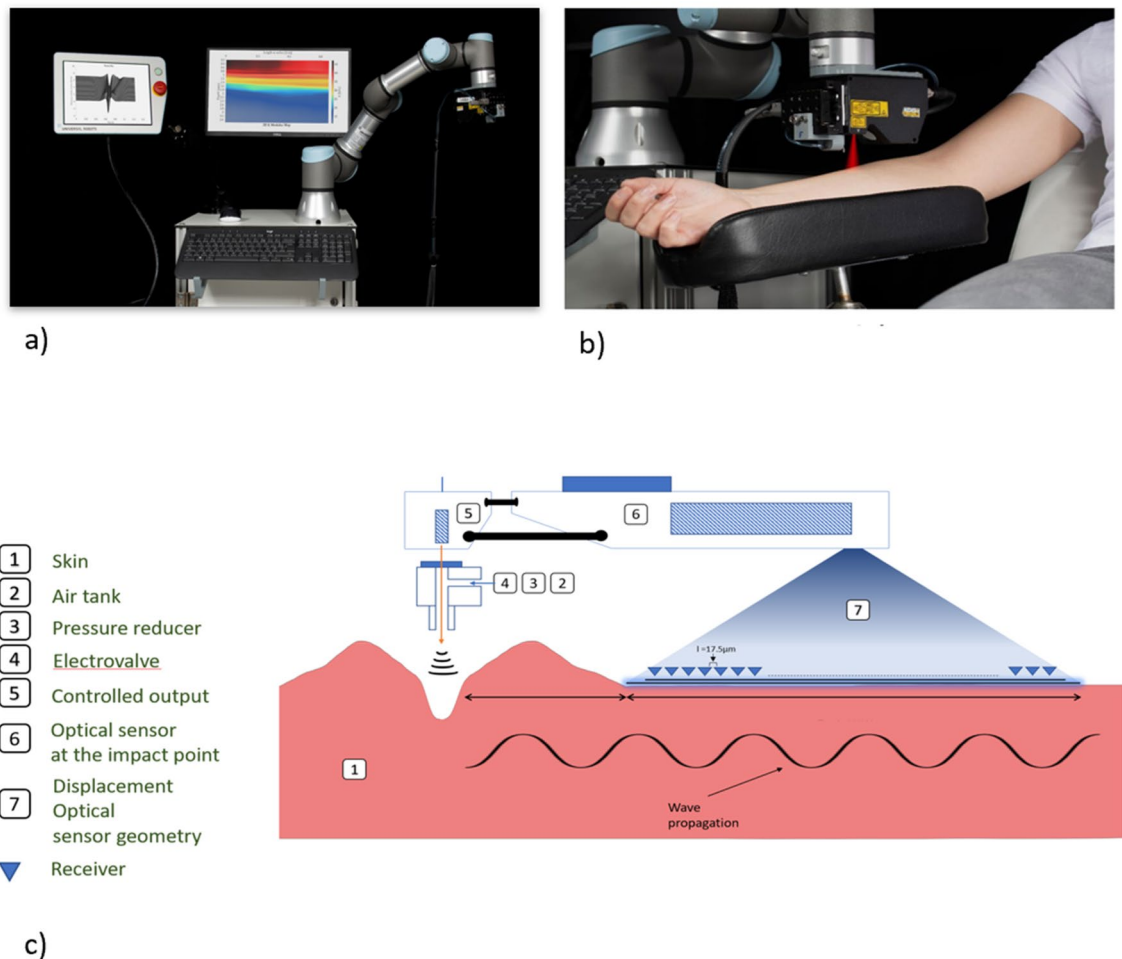 a)
b)
5
6
4 3 2
7
l =17.5µm
1
Wave
propagation
1 Skin
2 Air tank
3 Pressure reducer
4 Electrovalve
5 Controlled output
6 Optical sensor
at the impact point
7 Displacement
Optical
sensor geometry
Receiver
c)